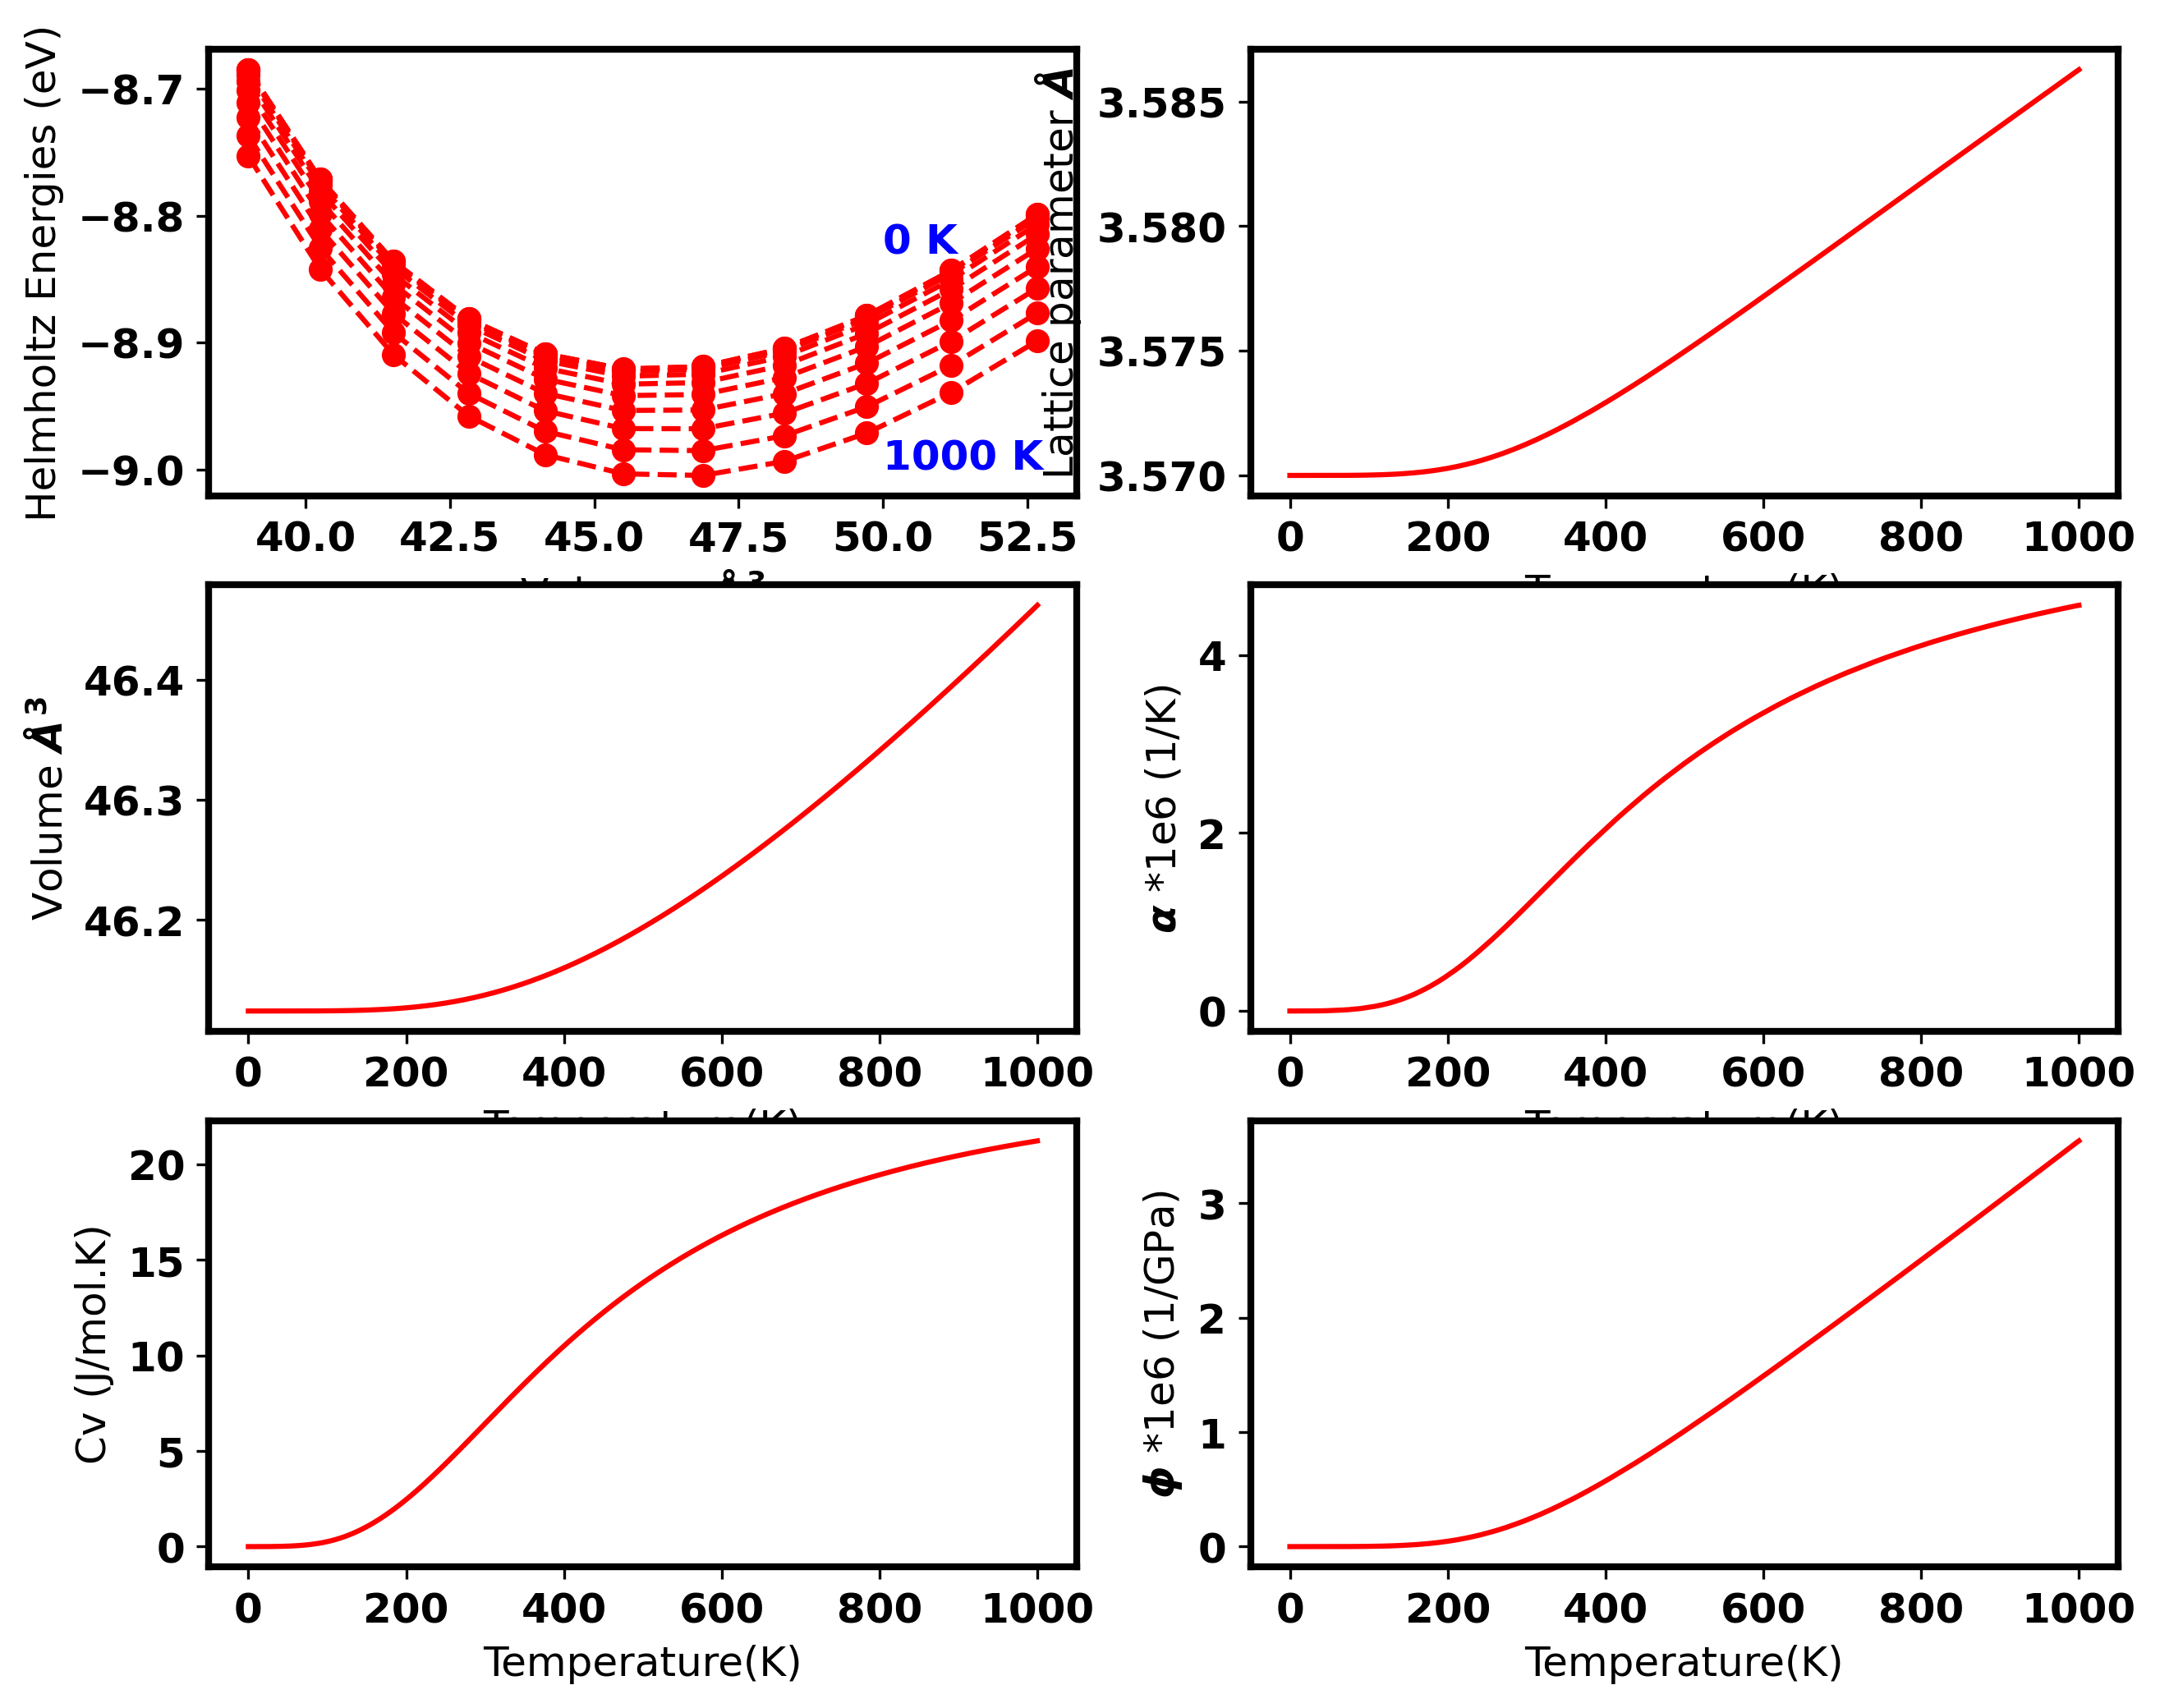 Helmholtz Energies (eV)
−8.7
−8.8
−8.9
−9.0
0 K
1000 K
40.0 42.5 45.0 47.5 50.0 52.5
Å³
Lattice parameter Å
3.585
3.580
3.575
3.570
0 200 400 600 800 1000
Temperature(K)
Volume Å³
46.4
46.3
46.2
0 200 400 600 800 1000
Temperature(K)
α *1e6 (1/K)
4
2
0
0 200 400 600 800 1000
Temperature(K)
Cv (J/mol.K)
20
15
10
5
0
0 200 400 600 800 1000
Temperature(K)
ϕ *1e6 (1/GPa)
3
2
1
0
0 200 400 600 800 1000
Temperature(K)